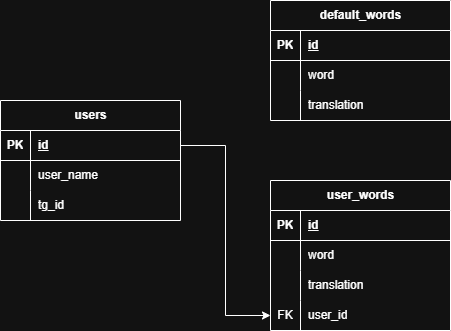 default_words
PK id
word
translation
users
PK id
user_name
tg_id
user_words
PK id
word
translation
FK user_id